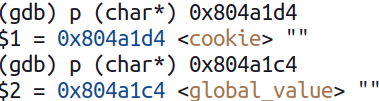 (gdb) p (char*) 0x804a1d4
$1 = 0x804a1d4 <cookie> ""
(gdb) p (char*) 0x804a1c4
$2 = 0x804a1c4 <global_value> ""